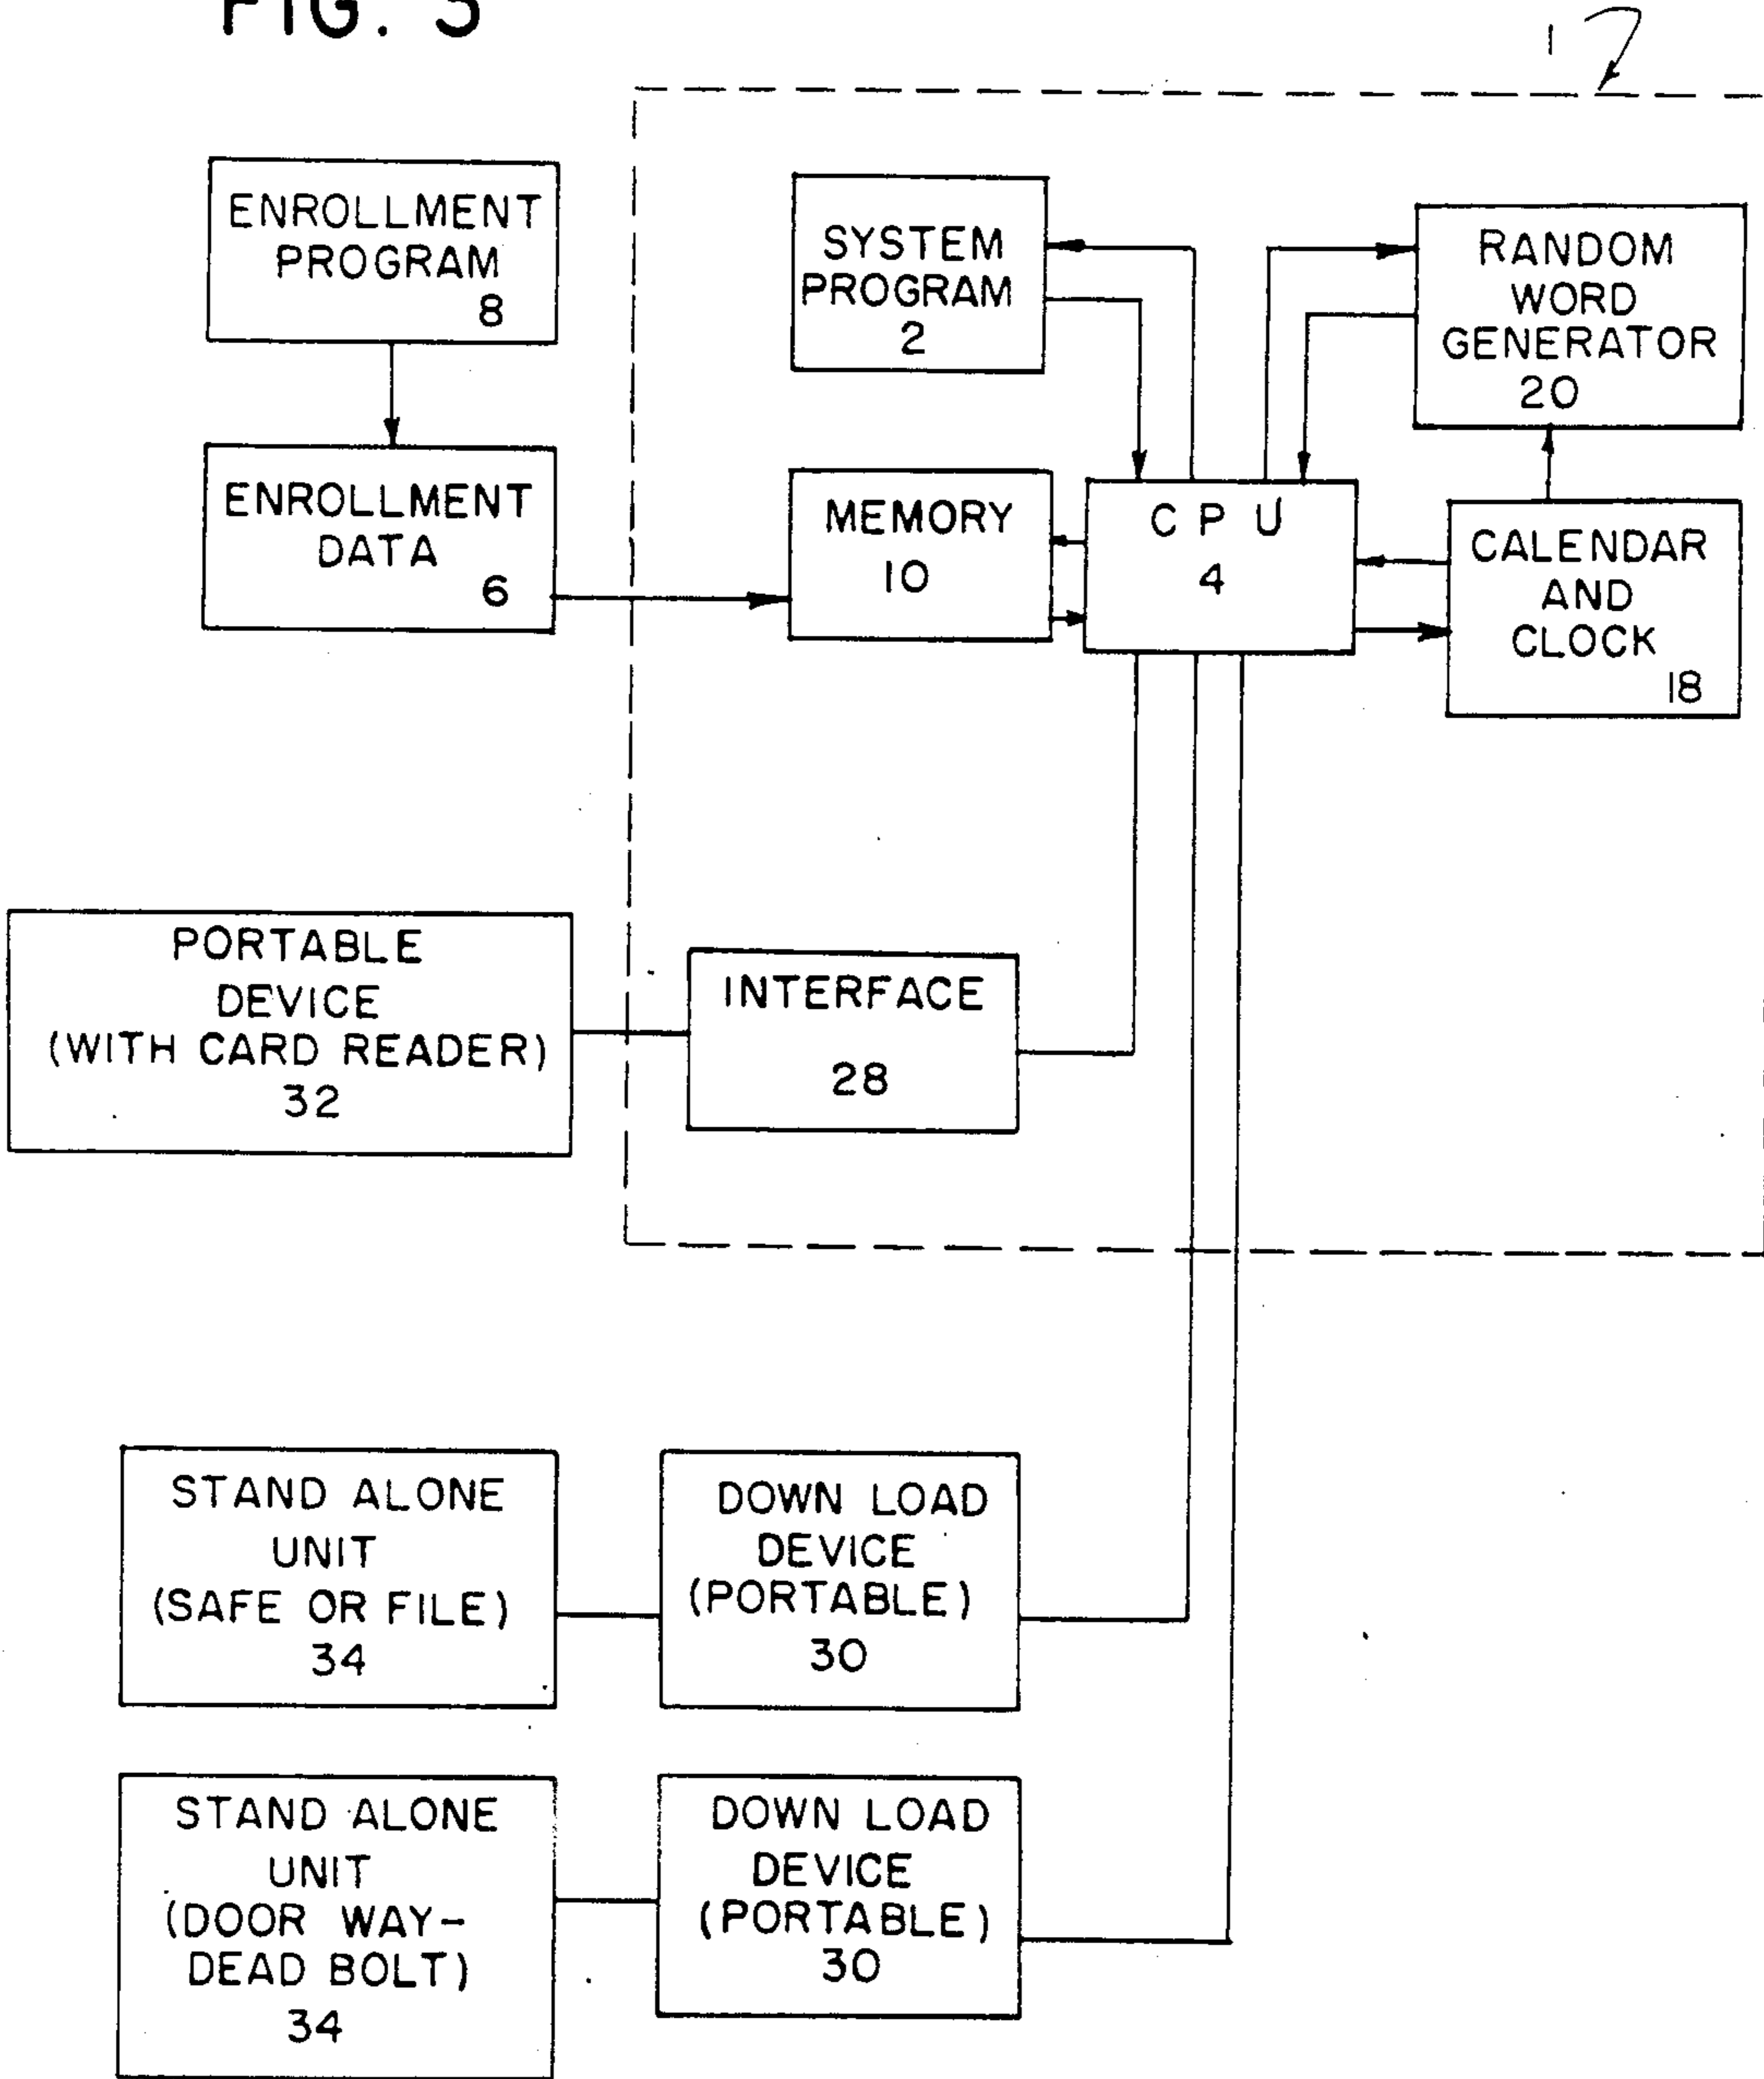 FIG. 3
1
ENROLLMENT
PROGRAM
8
SYSTEM
PROGRAM
2
RANDOM
WORD
GENERATOR
20
ENROLLMENT
DATA
6
MEMORY
10
C P U
4
CALENDAR
AND
CLOCK
18
PORTABLE
DEVICE
(WITH CARD READER)
32
INTERFACE
28
STAND ALONE
UNIT
(SAFE OR FILE)
34
DOWN LOAD
DEVICE
(PORTABLE)
30
STAND ALONE
UNIT
(DOOR WAY-
DEAD BOLT)
34
DOWN LOAD
DEVICE
(PORTABLE)
30